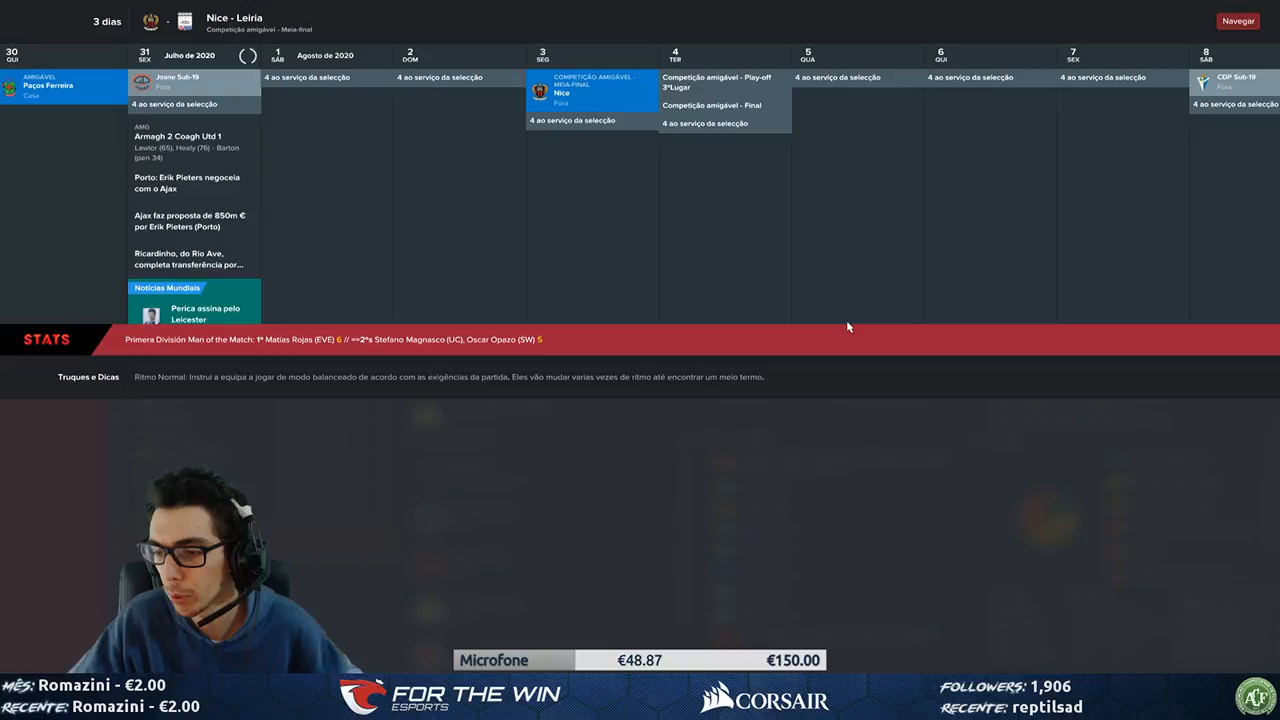 3 dias
Nice - Leiria
Competição amigável - Meia-final
Navegar
30
QUI
31
SEX
Julho de 2020
1
SÁB
Agosto de 2020
2
DOM
3
SEG
4
TER
5
QUA
6
QUI
7
SEX
8
SÁB
AMIGÁVEL
Paços Ferreira
Casa
Joane Sub-19
Fora
4 ao serviço da selecção
AMG
Armagh 2 Coagh Utd 1
Lawlor (65), Healy (76) - Barton
(pen 34)
Porto: Erik Pieters negoceia
com o Ajax
Ajax faz proposta de 850m €
por Erik Pieters (Porto)
Ricardinho, do Rio Ave,
completa transferência por...
Notícias Mundiais
Perica assina pelo
Leicester
4 ao serviço da selecção
4 ao serviço da selecção
COMPETIÇÃO AMIGÁVEL -
MEIA-FINAL
Nice
Fora
4 ao serviço da selecção
Competição amigável - Play-off
3ºLugar
Competição amigável - Final
4 ao serviço da selecção
4 ao serviço da selecção
4 ao serviço da selecção
4 ao serviço da selecção
CDP Sub-19
Fora
4 ao serviço da selecção
STATS
Primera División Man of the Match: 1º Matias Rojas (EVE) 6 // ==2ºs Stefano Magnasco (UC), Oscar Opazo (SW) 5
Truques e Dicas
Ritmo Normal: Instrui a equipa a jogar de modo balanceado de acordo com as exigências da partida. Eles vão mudar varias vezes de ritmo até encontrar um meio termo.
Microfone
€48.87
€150.00
MÊS: Romazini - €2.00
RECENTE: Romazini - €2.00
FOR THE WIN
ESPORTS
CORSAIR
FOLLOWERS: 1,906
RECENTE: reptilsad
ACF